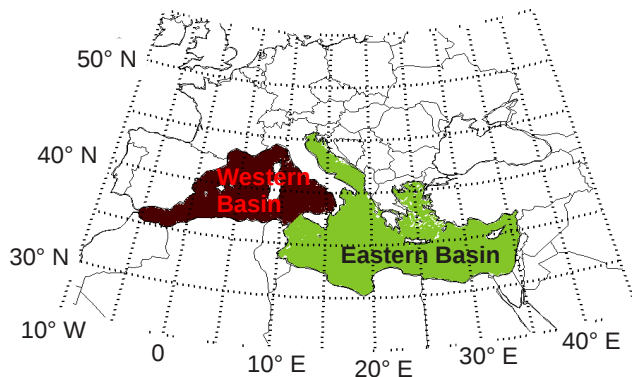 50° N
40° N
Western
Basin
Eastern Basin
30° N
10° W
0
10° E
20° E
30° E
40° E